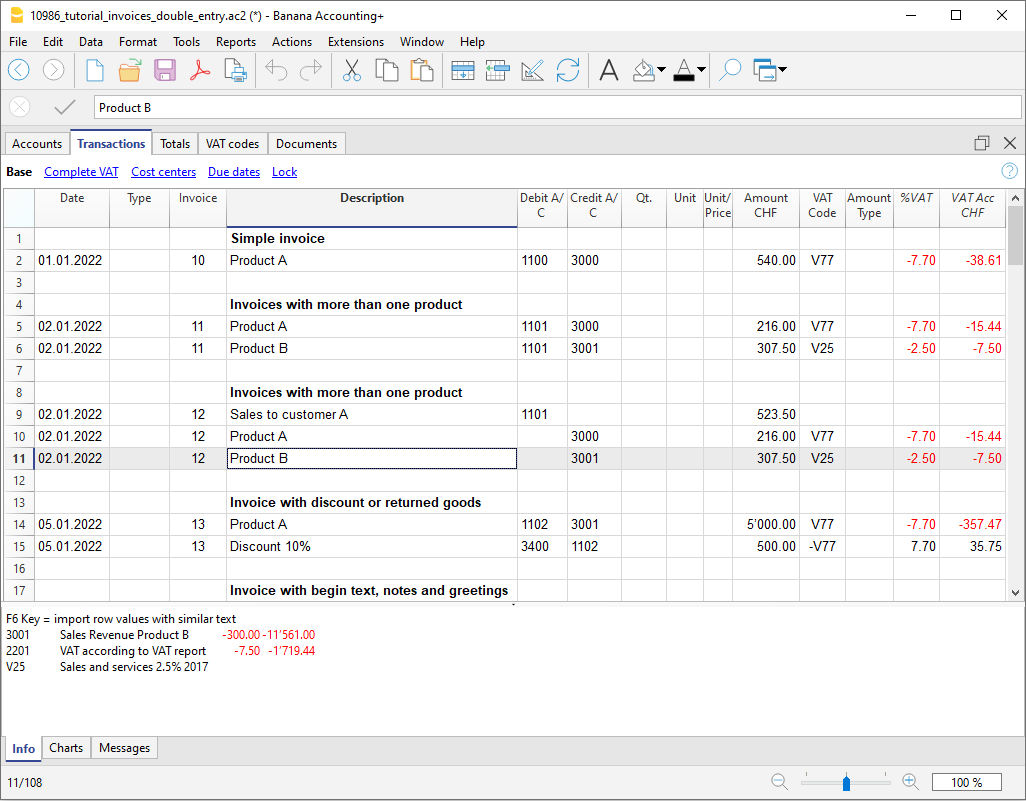 10986_tutorial_invoices_double_entry.ac2 (*) - Banana Accounting+
File Edit Data Format Tools Reports Actions Extensions Window Help
Product B
Accounts Transactions Totals VAT codes Documents
Base Complete VAT Cost centers Due dates Lock
Date Type Invoice Description Debit A/C Credit A/C Qt. Unit Unit/Price Amount CHF VAT Code Amount Type %VAT VAT Acc CHF
1 Simple invoice
2 01.01.2022 10 Product A 1100 3000 540.00 V77 -7.70 -38.61
3
4 Invoices with more than one product
5 02.01.2022 11 Product A 1101 3000 216.00 V77 -7.70 -15.44
6 02.01.2022 11 Product B 1101 3001 307.50 V25 -2.50 -7.50
7
8 Invoices with more than one product
9 02.01.2022 12 Sales to customer A 1101 523.50
10 02.01.2022 12 Product A 3000 216.00 V77 -7.70 -15.44
11 02.01.2022 12 Product B 3001 307.50 V25 -2.50 -7.50
12
13 Invoice with discount or returned goods
14 05.01.2022 13 Product A 1102 3001 5'000.00 V77 -7.70 -357.47
15 05.01.2022 13 Discount 10% 3400 1102 500.00 -V77 7.70 35.75
16
17 Invoice with begin text, notes and greetings
F6 Key = import row values with similar text
3001 Sales Revenue Product B -300.00 -11'561.00
2201 VAT according to VAT report -7.50 -1'719.44
V25 Sales and services 2.5% 2017
Info Charts Messages
11/108 100 %